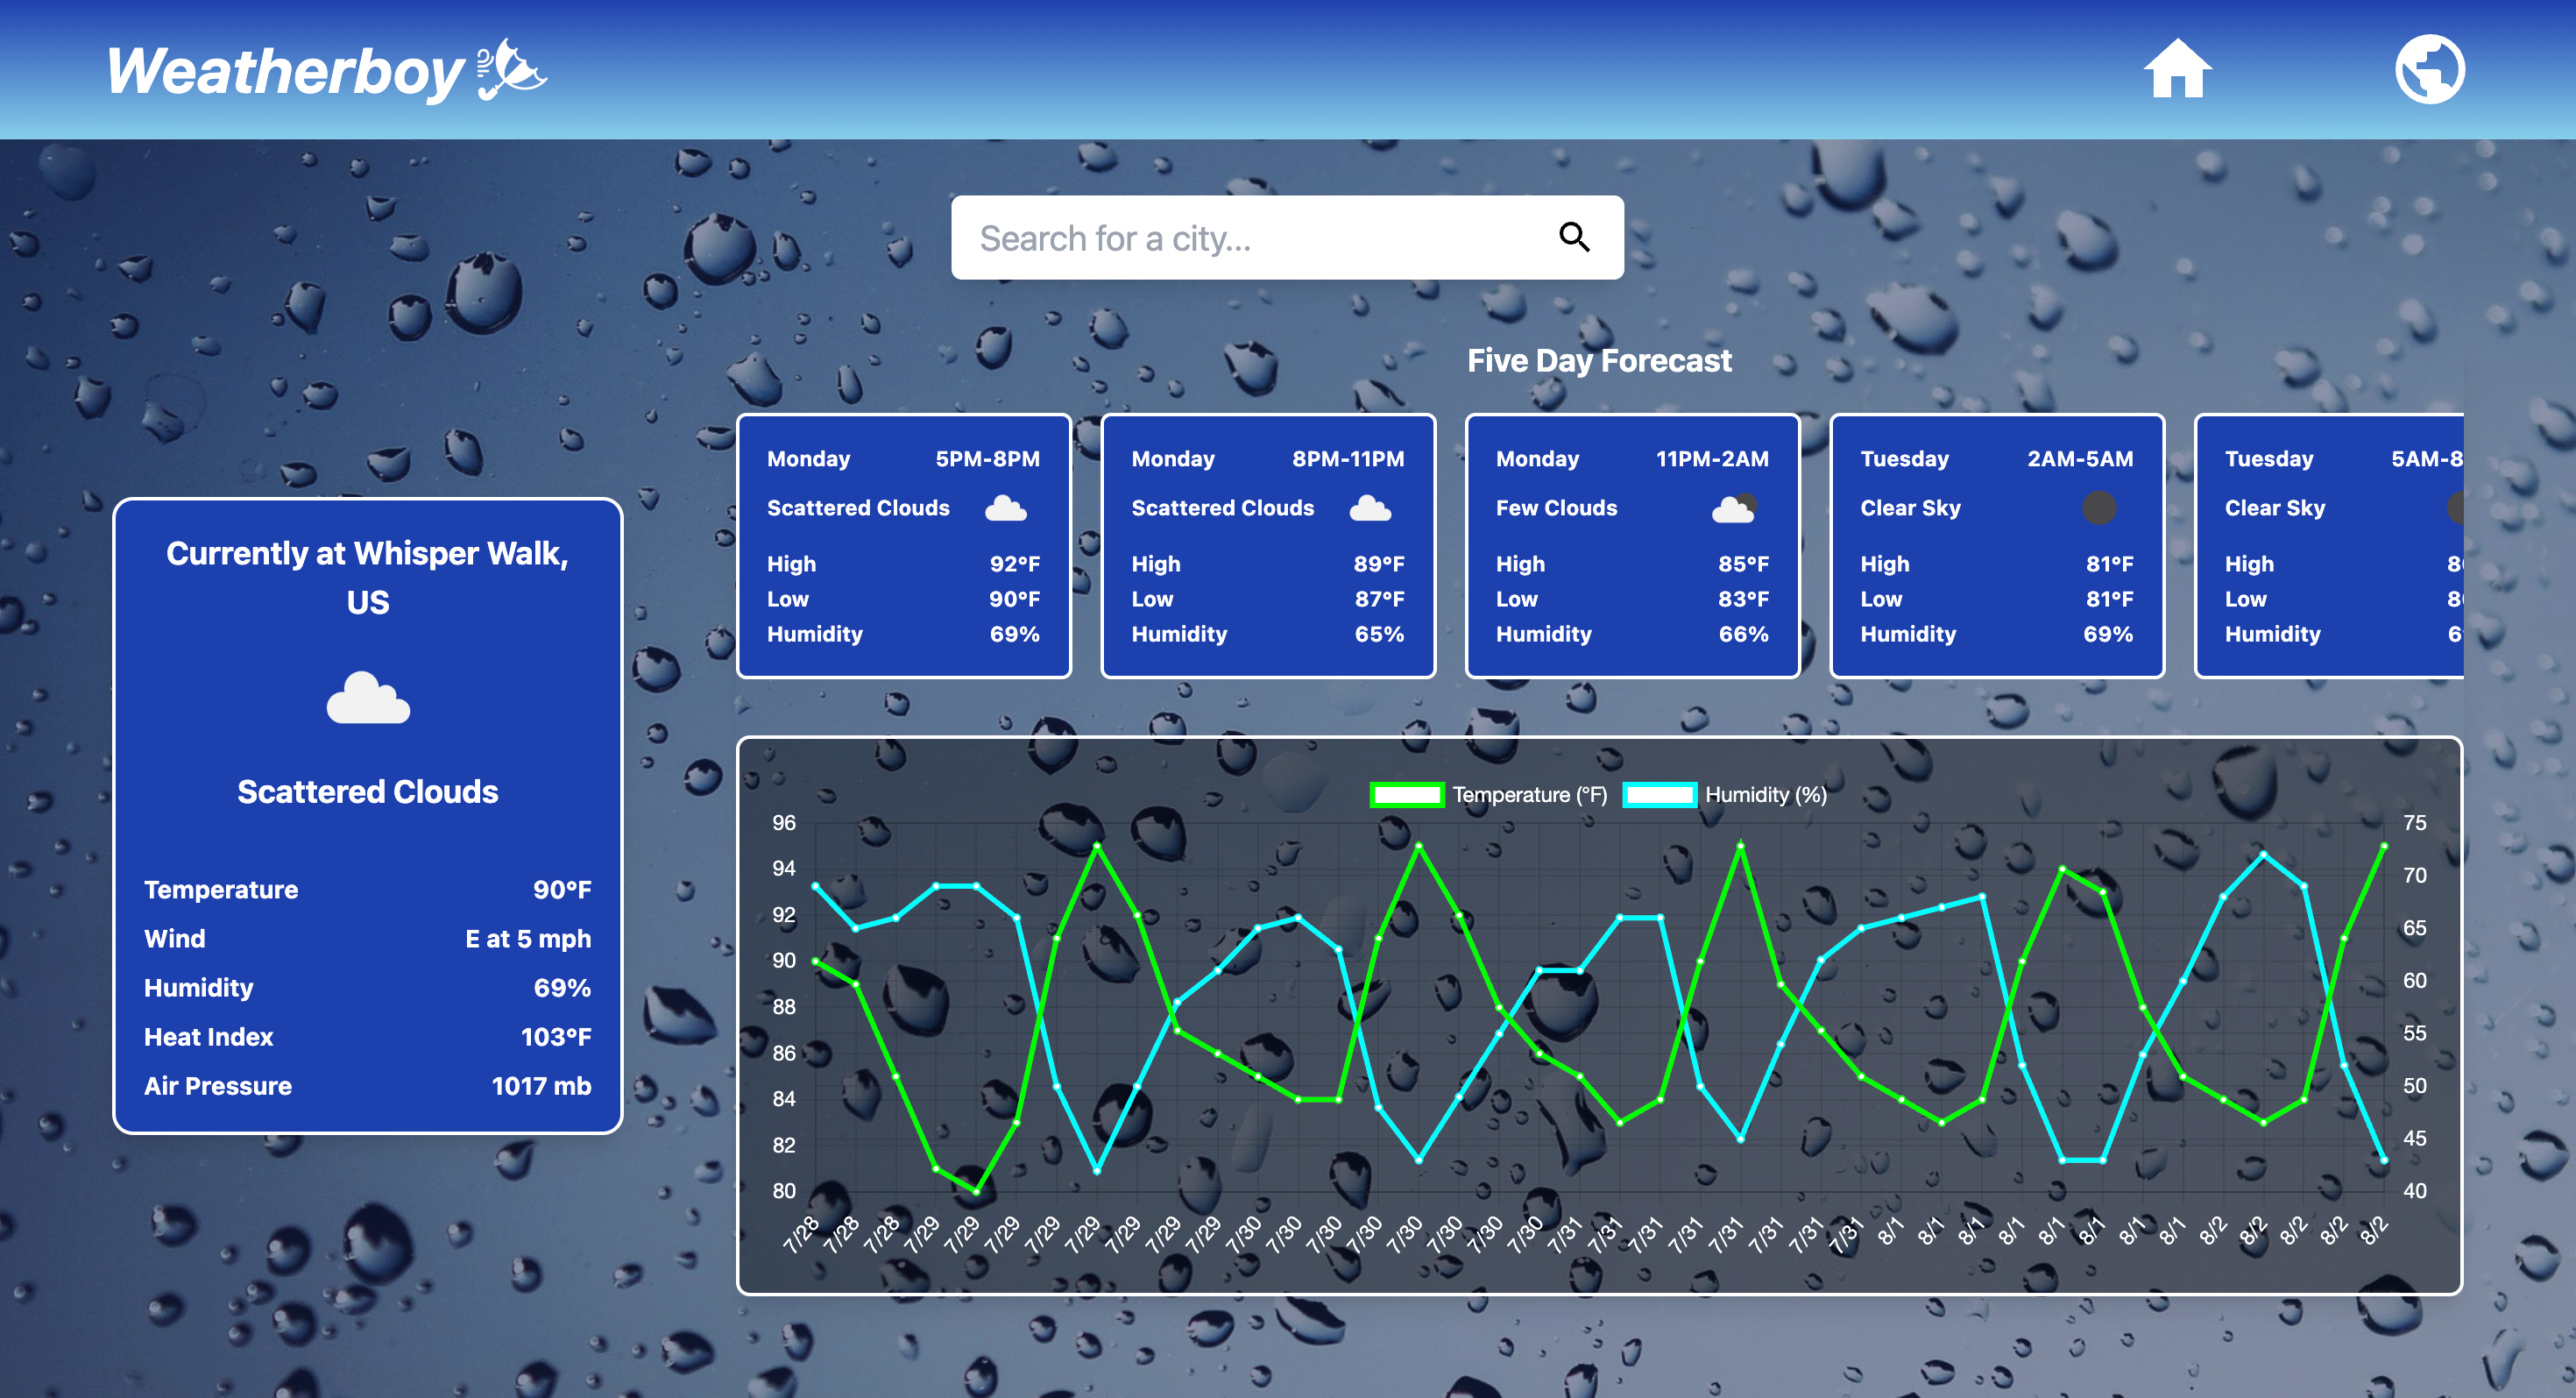 Weatherboy
Search for a city...
Currently at Whisper Walk,
US
Scattered Clouds
Temperature 90°F
Wind E at 5 mph
Humidity 69%
Heat Index 103°F
Air Pressure 1017 mb
Five Day Forecast
Monday 5PM-8PM
Scattered Clouds
High 92°F
Low 90°F
Humidity 69%
Monday 8PM-11PM
Scattered Clouds
High 89°F
Low 87°F
Humidity 65%
Monday 11PM-2AM
Few Clouds
High 85°F
Low 83°F
Humidity 66%
Tuesday 2AM-5AM
Clear Sky
High 81°F
Low 81°F
Humidity 69%
Tuesday 5AM-8
Clear Sky
High
Low
Humidity
Temperature (°F) Humidity (%)
96 75
94 70
92 65
90 60
88 55
86 50
84 45
82 40
80
7/28 7/28 7/28 7/29 7/29 7/29 7/29 7/29 7/29 7/29 7/29 7/30 7/30 7/30 7/30 7/30 7/30 7/30 7/30 7/31 7/31 7/31 7/31 7/31 7/31 7/31 7/31 8/1 8/1 8/1 8/1 8/1 8/1 8/1 8/1 8/2 8/2 8/2 8/2 8/2